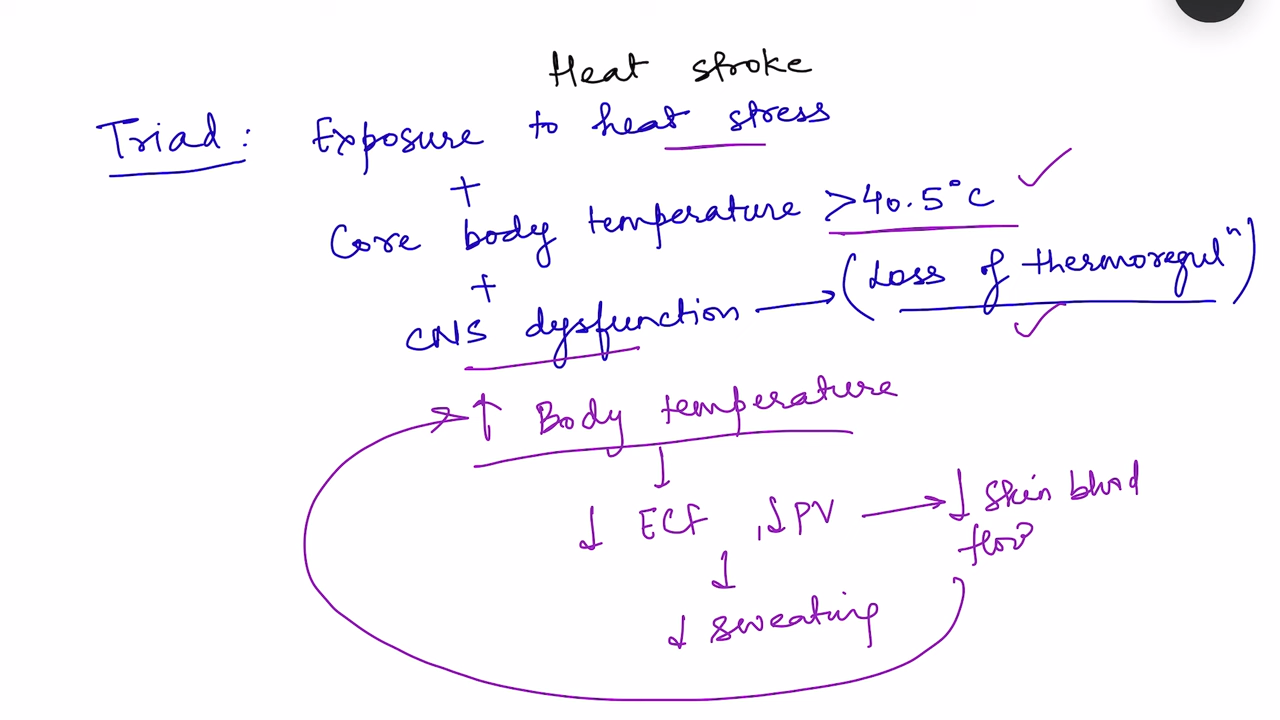 Heat stroke
Triad: Exposure to heat stress
+
Core body temperature >40.5°C
+
CNS dysfunction → (Loss of thermoregulⁿ)
↑ Body temperature
↓
↓ ECF, ↓PV → ↓ Skin blood
flow
↓
↓ sweating